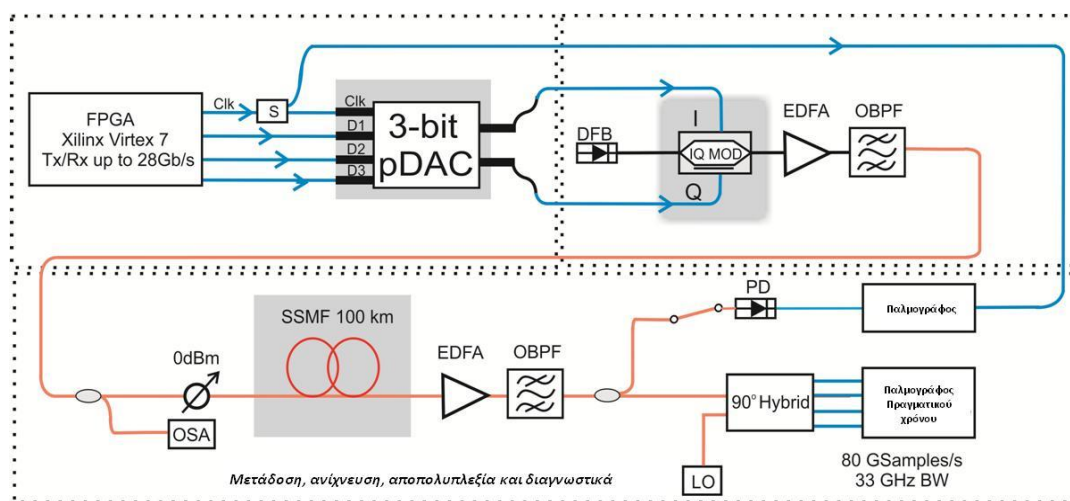 FPGA
Xilinx Virtex 7
Tx/Rx up to 28Gb/s
Clk
S
Clk
D1
D2
D3
3-bit
pDAC
DFB
I
IQ MOD
Q
EDFA
OBPF
0dBm
OSA
SSMF 100 km
EDFA
OBPF
PD
Παλμογράφος
90° Hybrid
LO
Παλμογράφος
Πραγματικού
χρόνου
80 GSamples/s
33 GHz BW
Μετάδοση, ανίχνευση, αποπολυπλεξία και διαγνωστικά